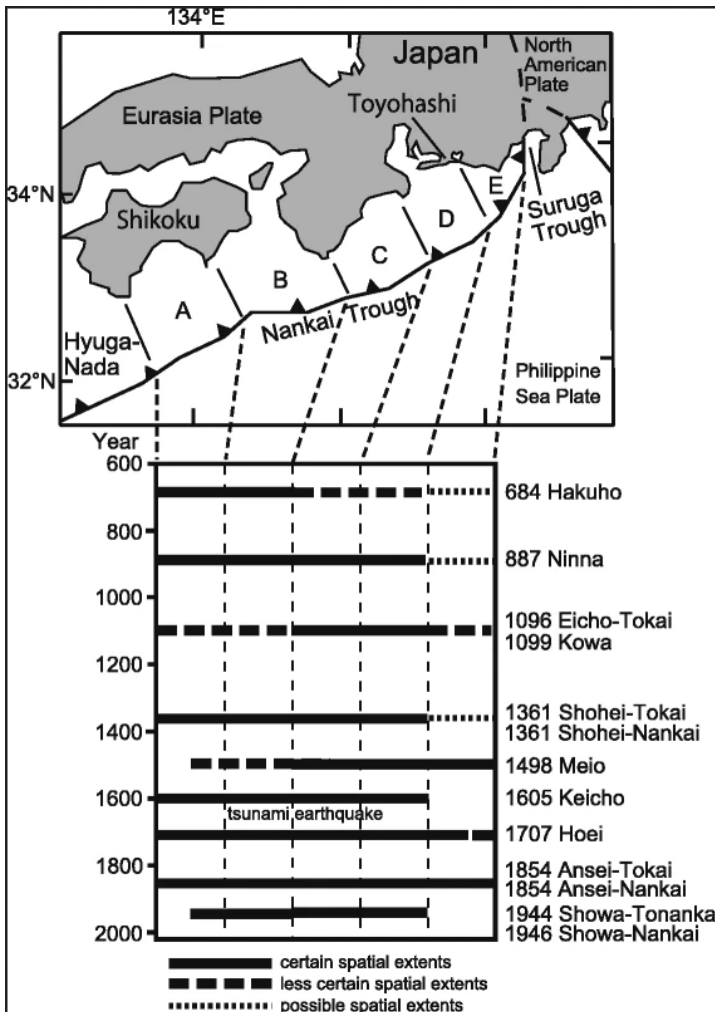 134°E
Japan
North
American
Plate
Toyohashi
Eurasia Plate
34°N
E
Suruga
Trough
Shikoku
D
C
B
A
Nankai Trough
Hyuga-
Nada
32°N
Philippine
Sea Plate
Year
600
684 Hakuho
800
887 Ninna
1000
1096 Eicho-Tokai
1099 Kowa
1200
1361 Shohei-Tokai
1400
1361 Shohei-Nankai
1498 Meio
1600
1605 Keicho
tsunami earthquake
1707 Hoei
1800
1854 Ansei-Tokai
1854 Ansei-Nankai
1944 Showa-Tonanka
2000
1946 Showa-Nankai
certain spatial extents
less certain spatial extents
possible spatial extents